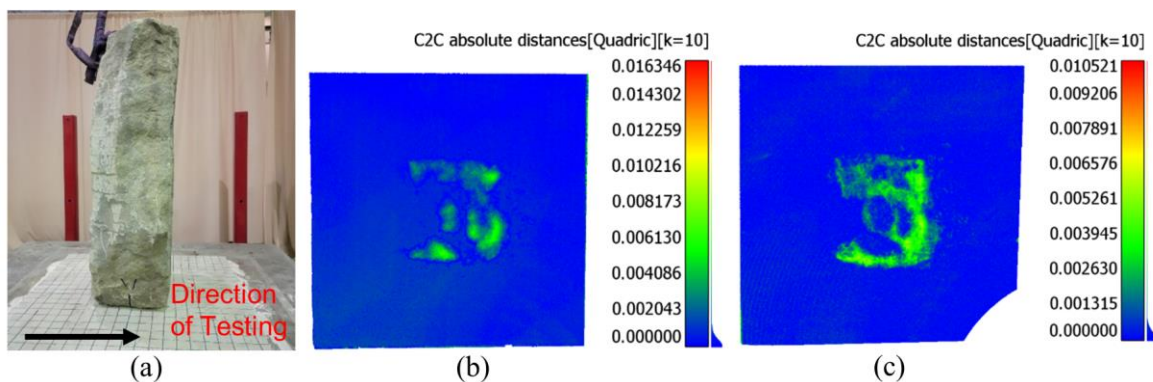 Direction
of Testing
(a)
C2C absolute distances[Quadric][k=10]
0.016346
0.014302
0.012259
0.010216
0.008173
0.006130
0.004086
0.002043
0.000000
(b)
C2C absolute distances[Quadric][k=10]
0.010521
0.009206
0.007891
0.006576
0.005261
0.003946
0.002630
0.001315
0.000000
(c)